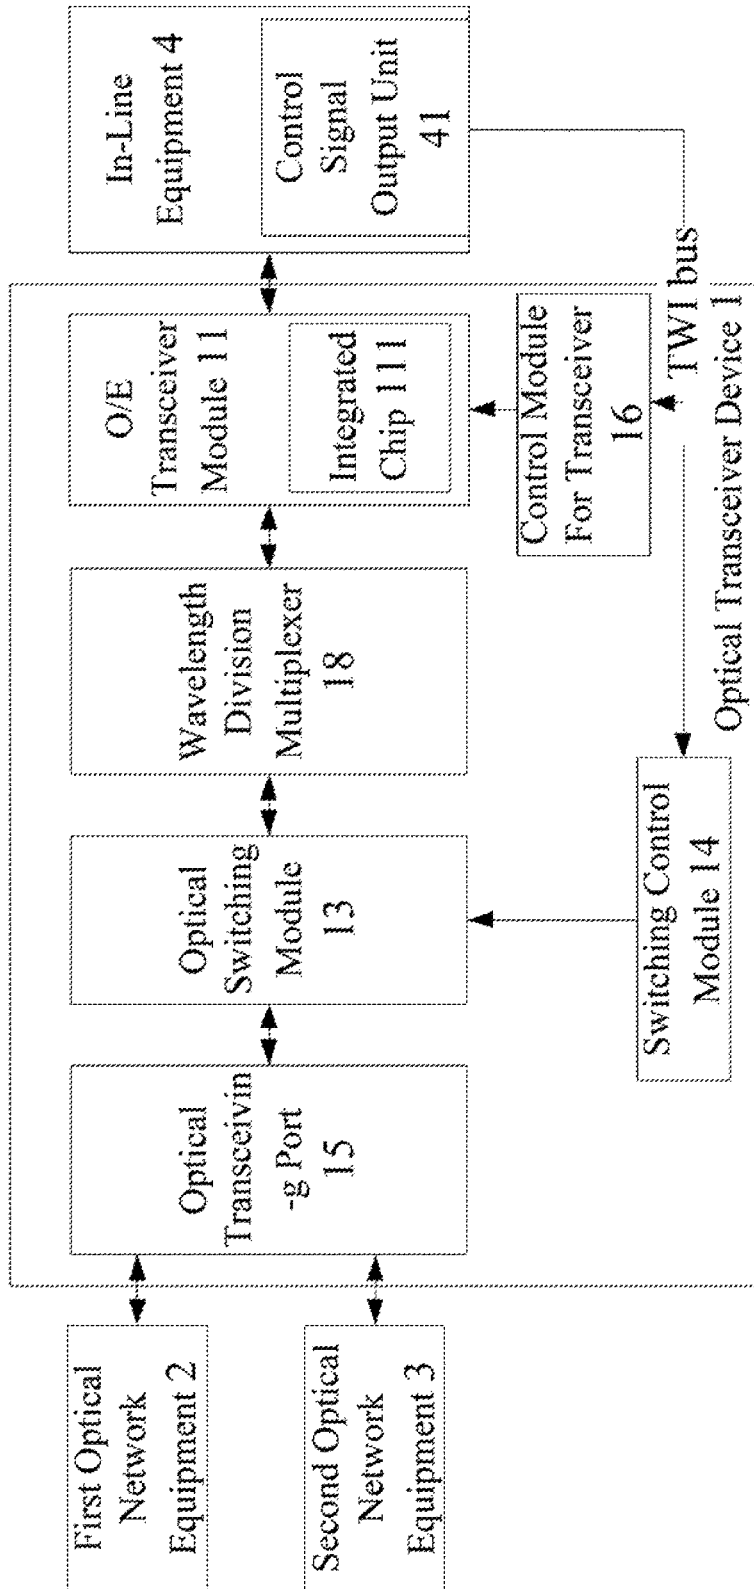 First Optical
Network
Equipment 2
Second Optical
Network
Equipment 3
Optical
Transceivin
-g Port
15
Optical
Switching
Module
13
Wavelength
Division
Multiplexer
18
O/E
Transceiver
Module 11
Integrated
Chip 111
In-Line
Equipment 4
Control
Signal
Output Unit
41
Control Module
For Transceiver
16
TWI bus
Switching Control
Module 14
Optical Transceiver Device 1